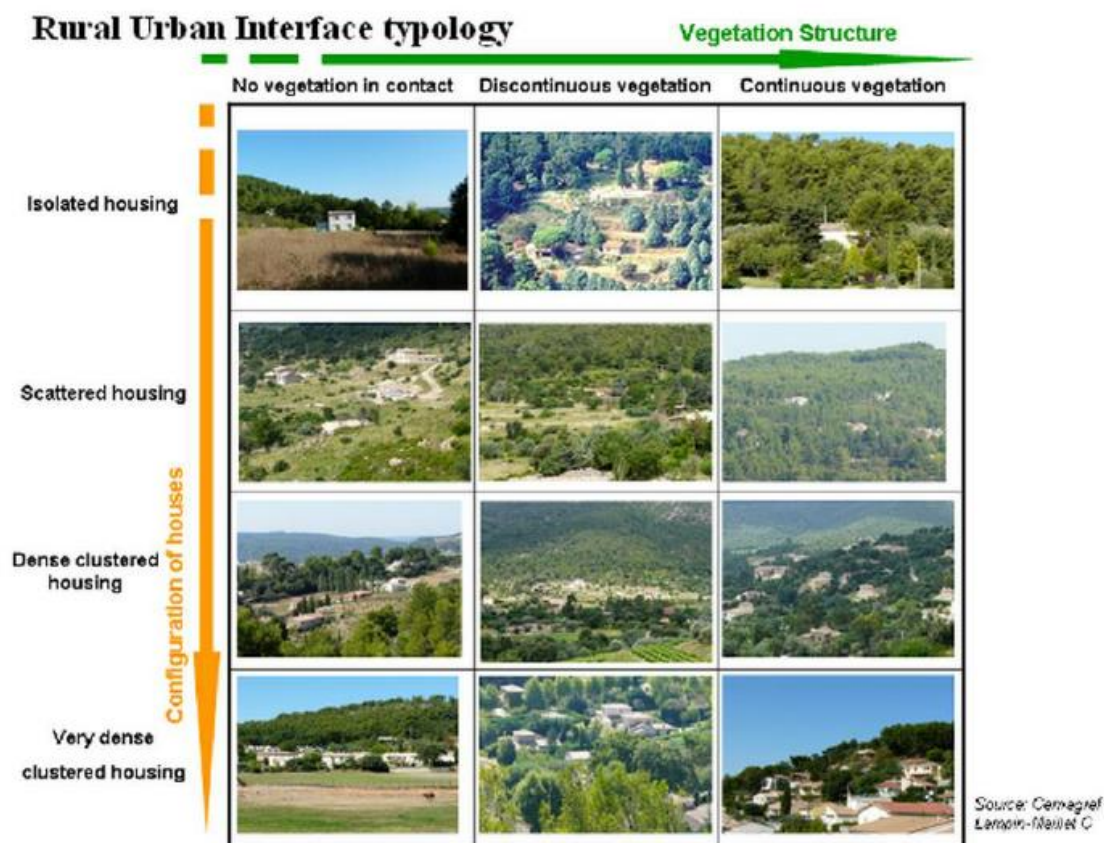 Rural Urban Interface typology
Vegetation Structure
No vegetation in contact
Discontinuous vegetation
Continuous vegetation
Isolated housing
Scattered housing
Dense clustered
housing
Very dense
clustered housing
Configuration of houses
Source: Cemagref
Lampin-Maillet C